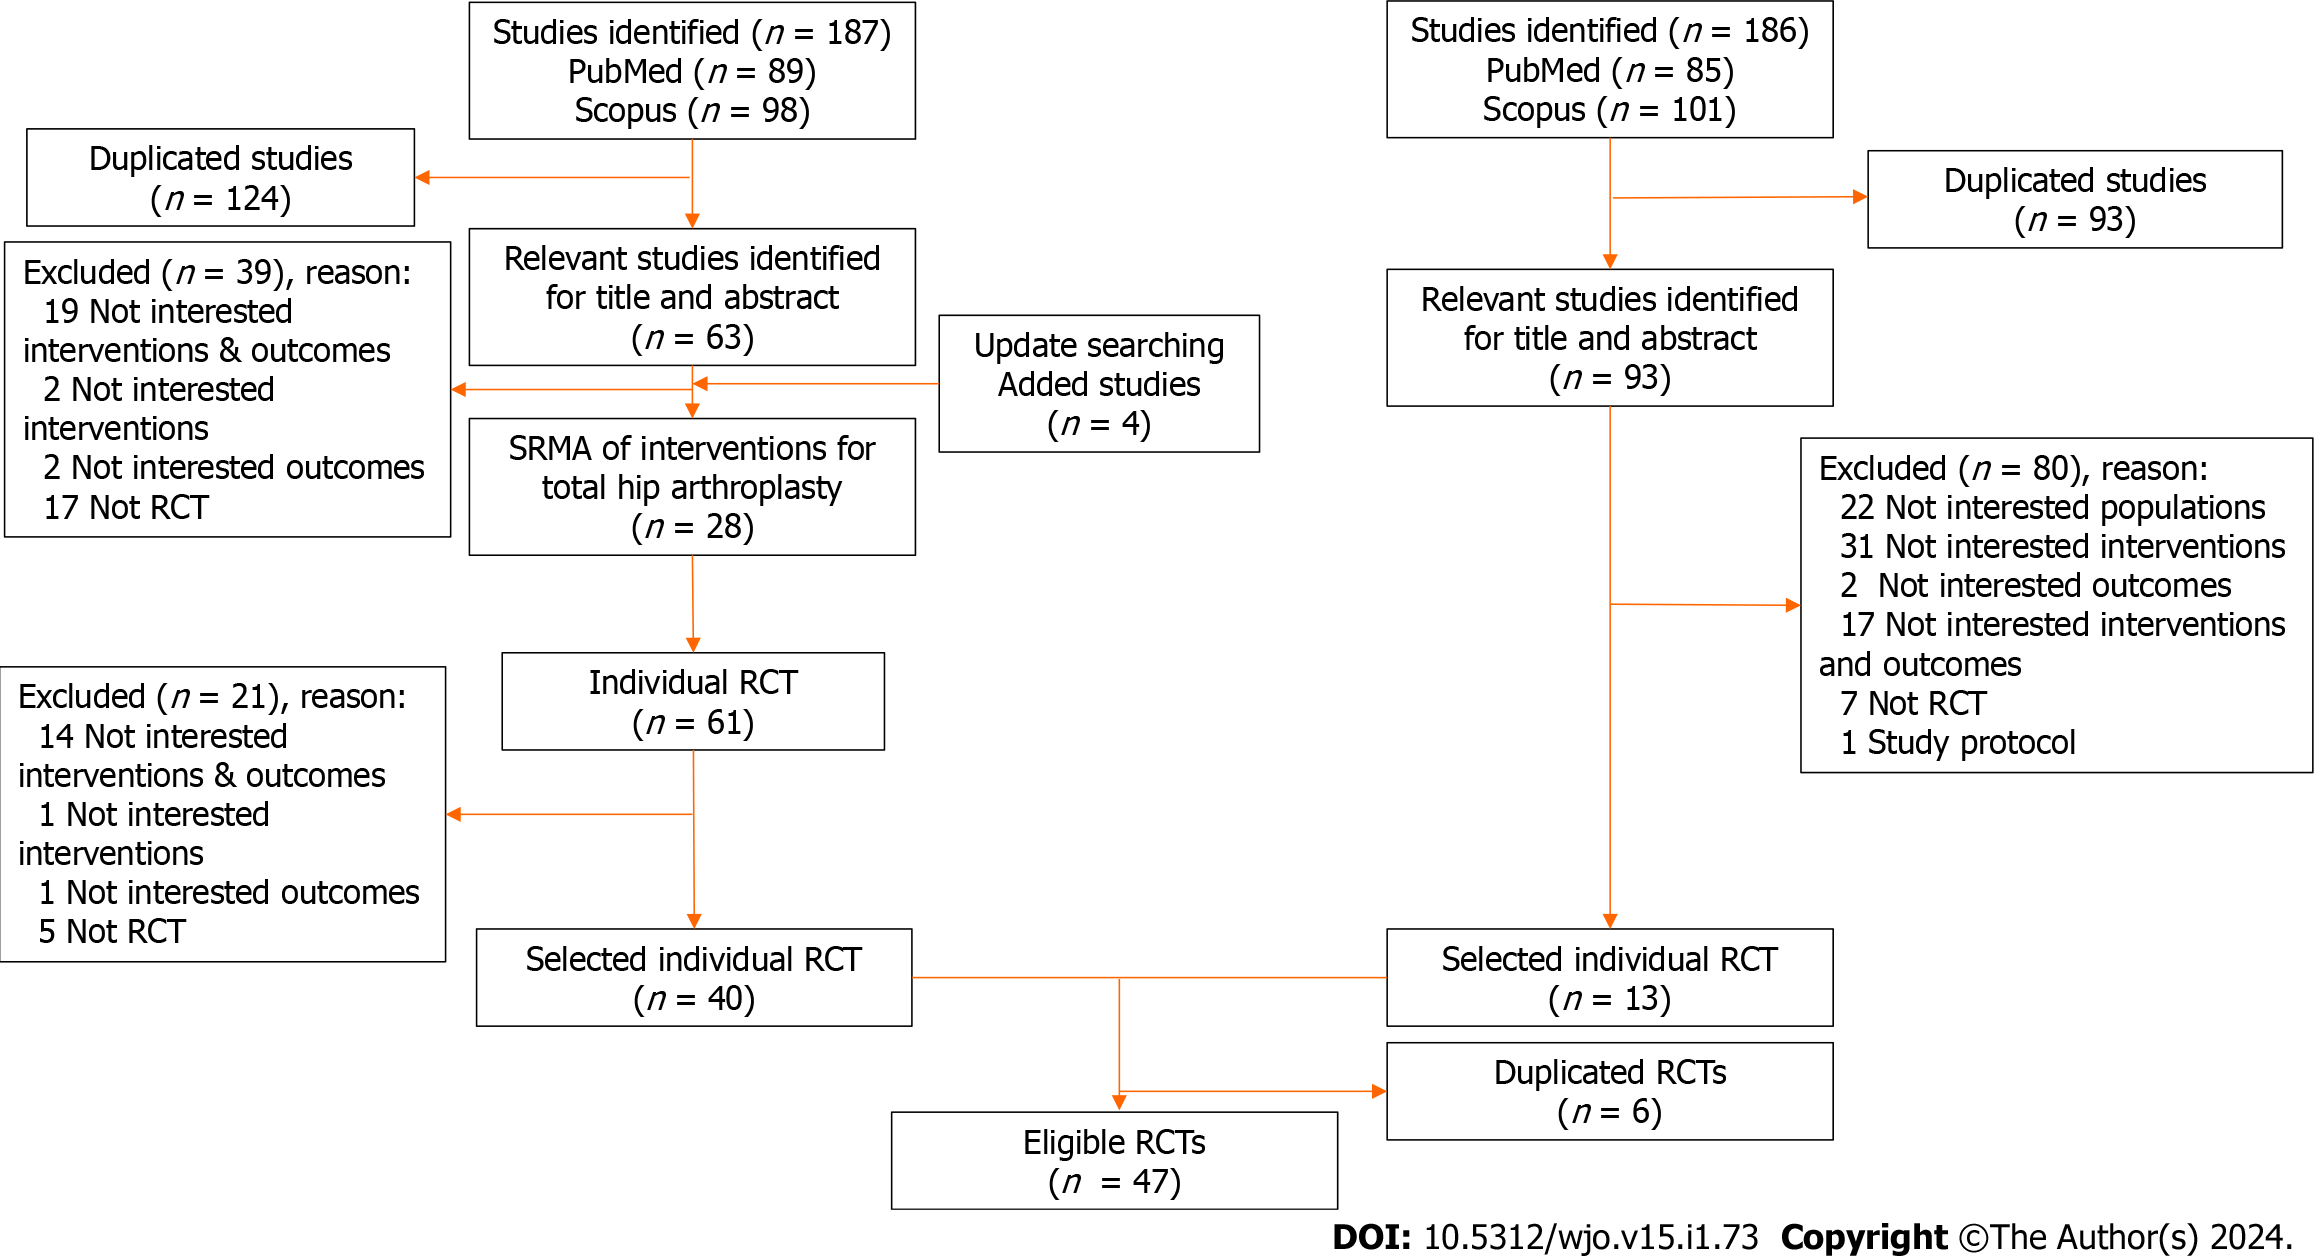 Studies identified (n = 187)
PubMed (n = 89)
Scopus (n = 98)
Duplicated studies
(n = 124)
Relevant studies identified
for title and abstract
(n = 63)
Excluded (n = 39), reason:
19 Not interested
interventions & outcomes
2 Not interested
interventions
2 Not interested outcomes
17 Not RCT
Update searching
Added studies
(n = 4)
SRMA of interventions for
total hip arthroplasty
(n = 28)
Individual RCT
(n = 61)
Excluded (n = 21), reason:
14 Not interested
interventions & outcomes
1 Not interested
interventions
1 Not interested outcomes
5 Not RCT
Selected individual RCT
(n = 40)
Studies identified (n = 186)
PubMed (n = 85)
Scopus (n = 101)
Duplicated studies
(n = 93)
Relevant studies identified
for title and abstract
(n = 93)
Excluded (n = 80), reason:
22 Not interested populations
31 Not interested interventions
2 Not interested outcomes
17 Not interested interventions
and outcomes
7 Not RCT
1 Study protocol
Selected individual RCT
(n = 13)
Duplicated RCTs
(n = 6)
Eligible RCTs
(n = 47)
DOI: 10.5312/wjo.v15.i1.73 Copyright ©The Author(s) 2024.